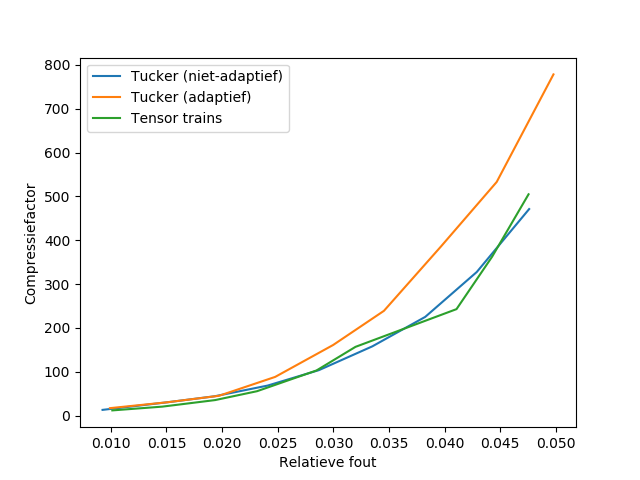 Tucker (niet-adaptief)
Tucker (adaptief)
Tensor trains
800
700
600
500
400
300
200
100
0
Compressiefactor
0.010 0.015 0.020 0.025 0.030 0.035 0.040 0.045 0.050
Relatieve fout